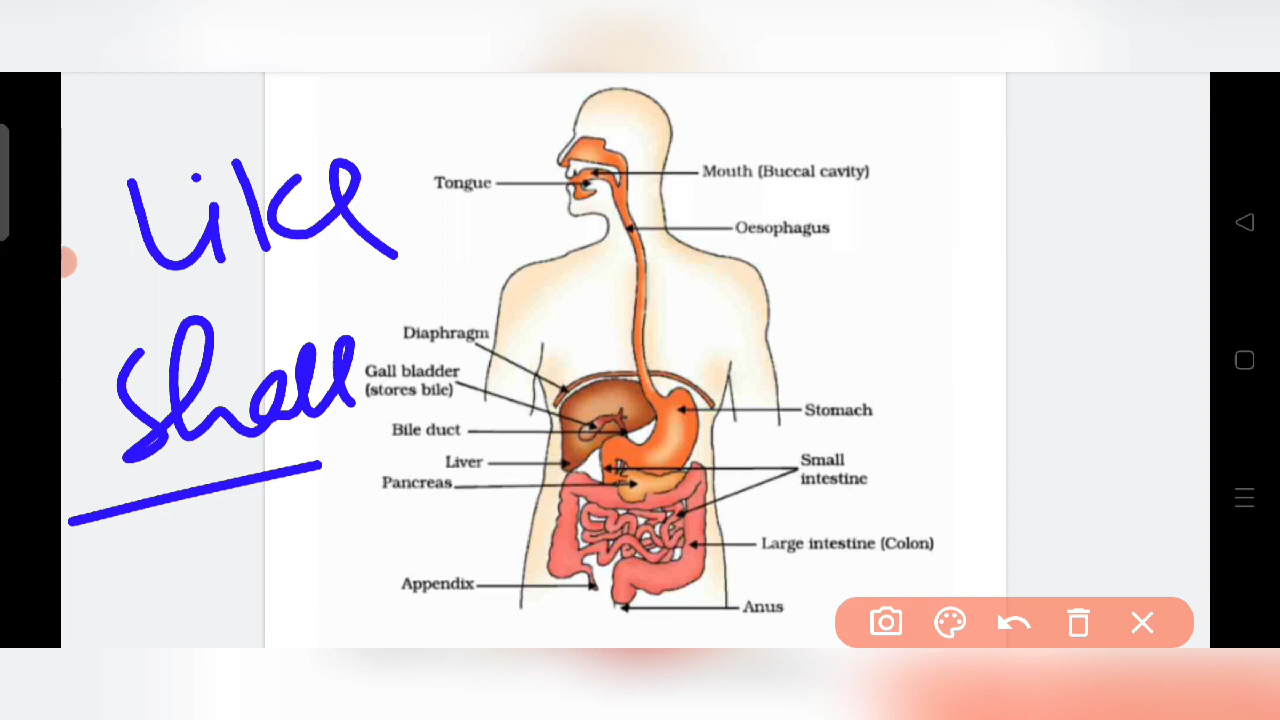 Like
Tongue
Mouth (Buccal cavity)
Oesophagus
Diaphragm
Gall bladder
(stores bile)
Bile duct
Liver
Pancreas
Stomach
Small
intestine
Large intestine (Colon)
Appendix
Anus